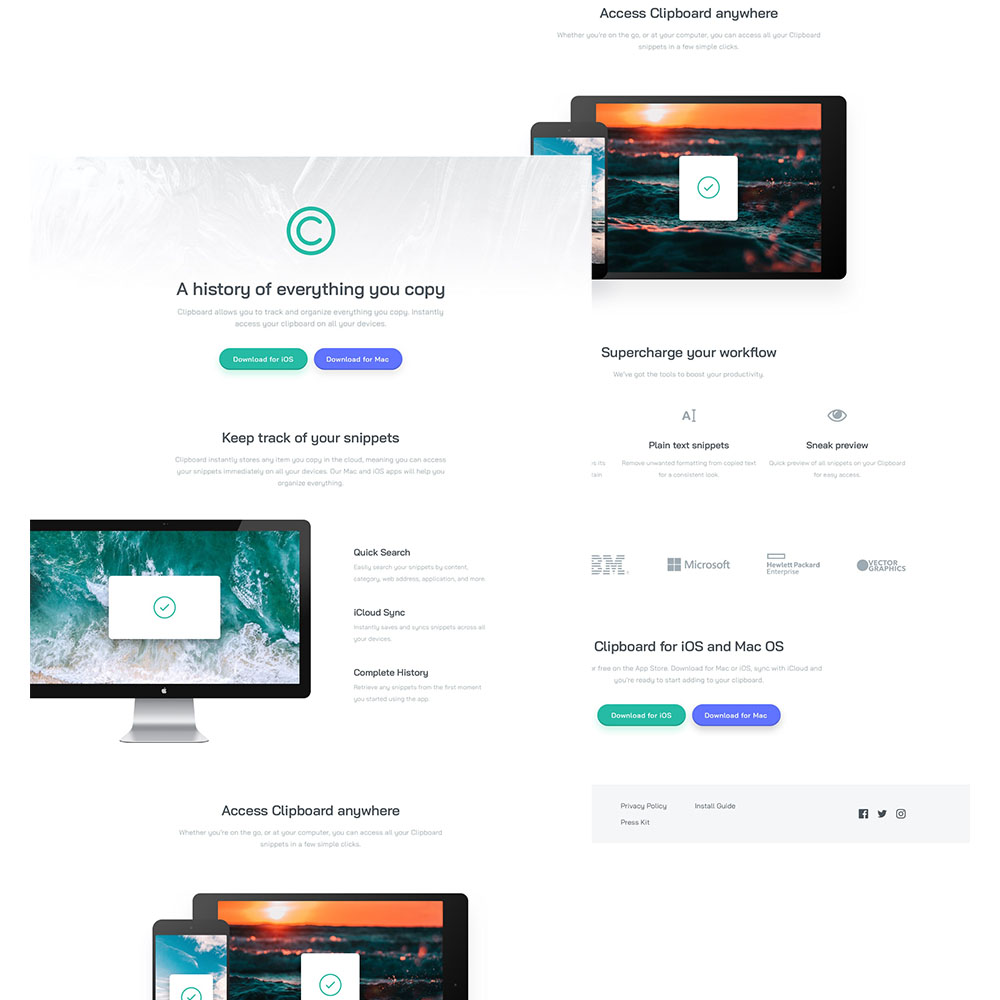 A history of everything you copy
Clipboard allows you to track and organize everything you copy. Instantly
access your clipboard on all your devices.
Download for iOS
Download for Mac
Keep track of your snippets
Clipboard instantly stores any item you copy in the cloud, meaning you can access
your snippets immediately on all your devices. Our Mac and iOS apps will help you
organize everything.
Quick Search
Easily search your snippets by content,
category, web address, application, and more.
iCloud Sync
Instantly saves and syncs snippets across all
your devices.
Complete History
Retrieve any snippets from the first moment
you started using the app.
Access Clipboard anywhere
Whether you're on the go, or at your computer, you can access all your Clipboard
snippets in a few simple clicks.
Access Clipboard anywhere
Whether you're on the go, or at your computer, you can access all your Clipboard
snippets in a few simple clicks.
Supercharge your workflow
We've got the tools to boost your productivity.
Plain text snippets
Remove unwanted formatting from copied text
for a consistent look.
Sneak preview
Quick preview of all snippets on your Clipboard
for easy access.
its
Microsoft
Hewlett Packard
Enterprise
VECTOR
GRAPHICS
Clipboard for iOS and Mac OS
free on the App Store. Download for Mac or iOS, sync with iCloud and
you're ready to start adding to your clipboard.
Download for iOS
Download for Mac
Privacy Policy
Install Guide
Press Kit